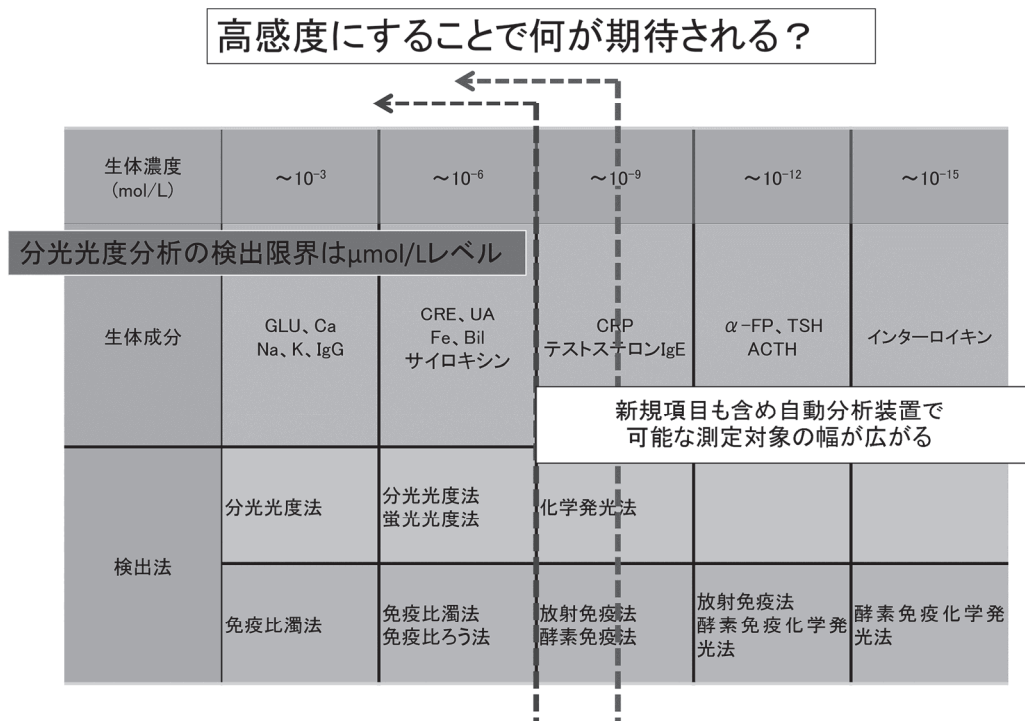 高感度にすることで何が期待される？
生体濃度
(mol/L)
～10⁻³
～10⁻⁶
～10⁻⁹
～10⁻¹²
～10⁻¹⁵
分光光度分析の検出限界はμmol/Lレベル
生体成分
GLU、Ca
Na、K、IgG
CRE、UA
Fe、Bil
サイロキシン
CRP
テストステロンIgE
α-FP、TSH
ACTH
インターロイキン
新規項目も含め自動分析装置で
可能な測定対象の幅が広がる
検出法
分光光度法
分光光度法
蛍光光度法
化学発光法
免疫比濁法
免疫比濁法
免疫比ろう法
放射免疫法
酵素免疫法
放射免疫法
酵素免疫化学発
光法
酵素免疫化学発
光法